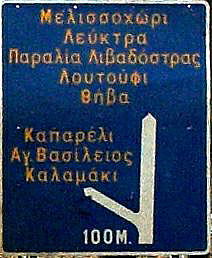 Μελισσοχώρι
Λεύκτρα
Παραλία Λιβαδόστρας
Λουτούφι
Θήβα
Καπαρέλι
Αγ. Βασίλειος
Καλαμάκι
100Μ.